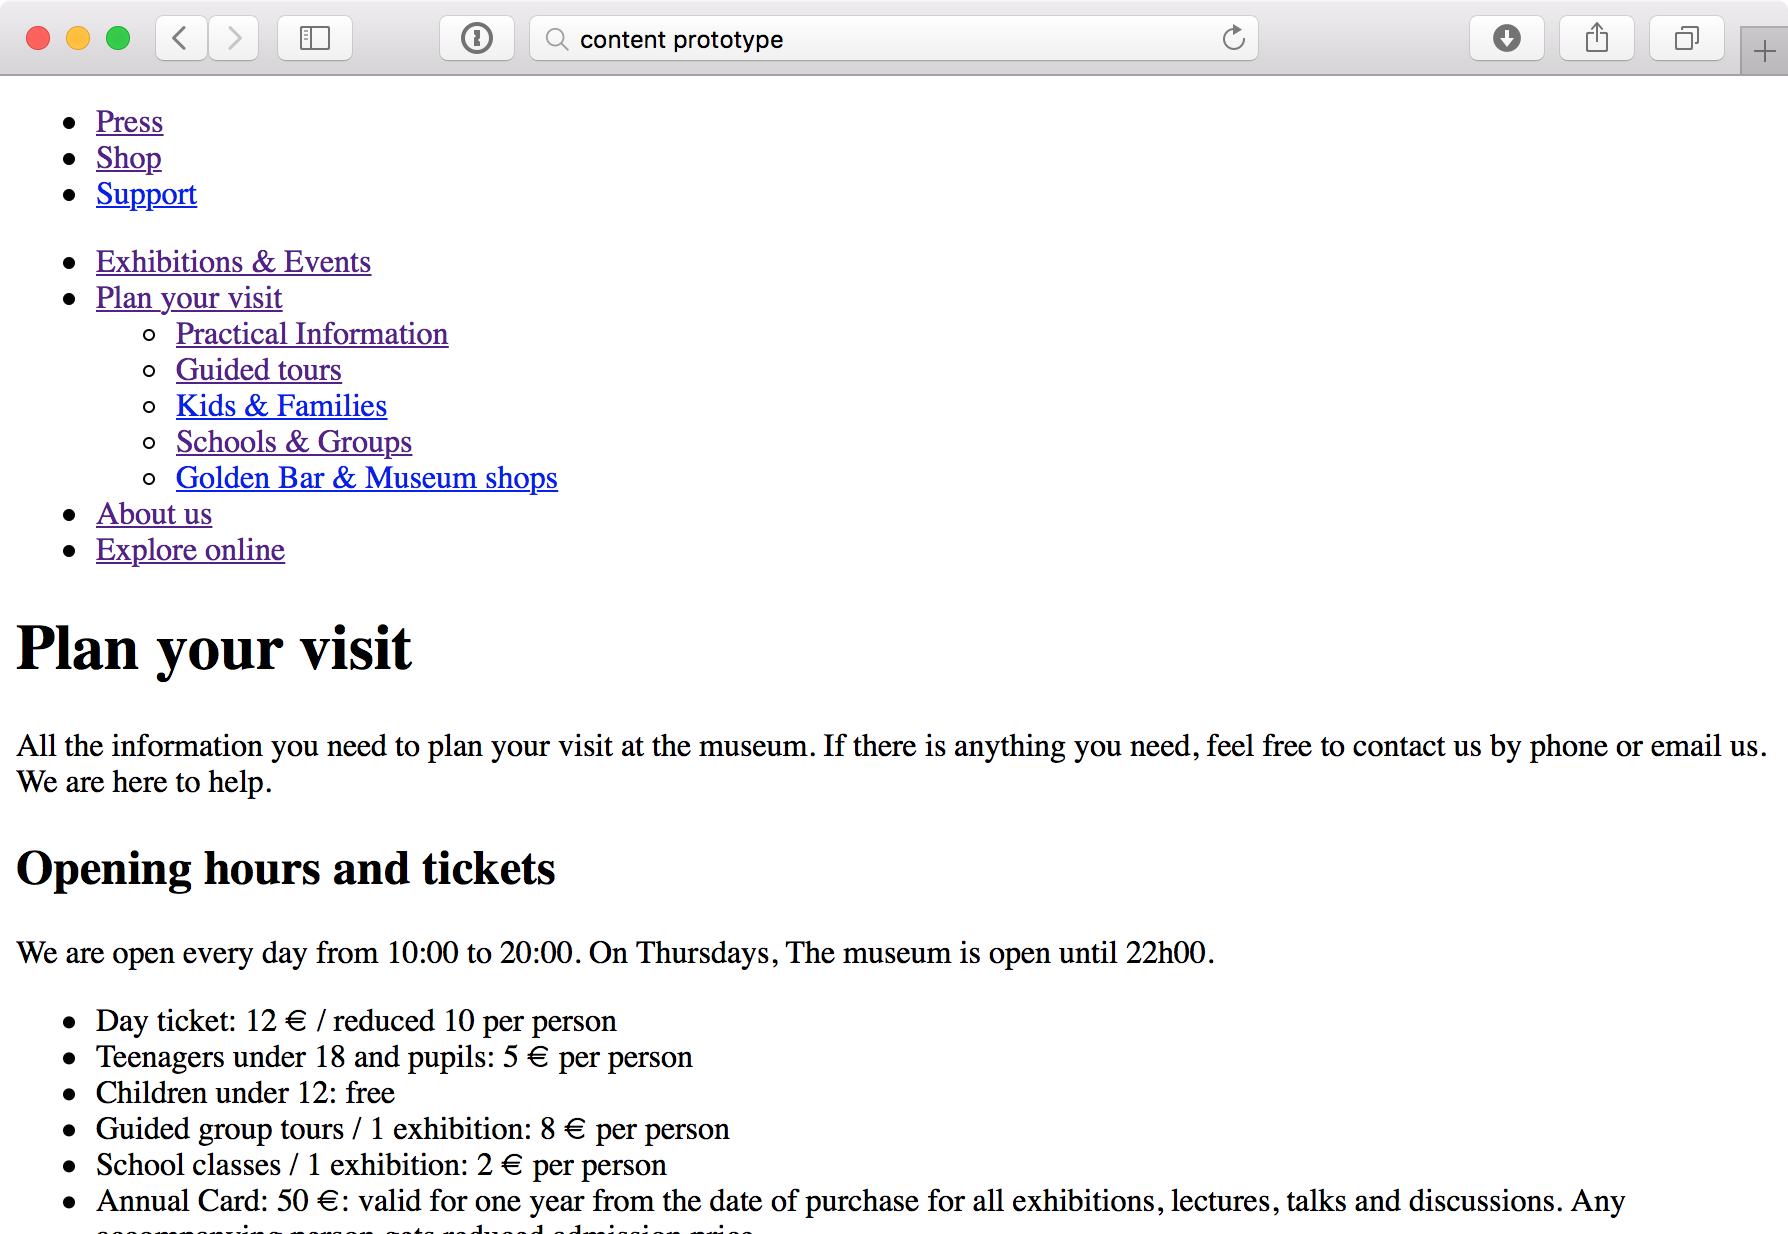 content prototype
Press
Shop
Support
Exhibitions & Events
Plan your visit
Practical Information
Guided tours
Kids & Families
Schools & Groups
Golden Bar & Museum shops
About us
Explore online
Plan your visit
All the information you need to plan your visit at the museum. If there is anything you need, feel free to contact us by phone or email us.
We are here to help.
Opening hours and tickets
We are open every day from 10:00 to 20:00. On Thursdays, The museum is open until 22h00.
Day ticket: 12 € / reduced 10 per person
Teenagers under 18 and pupils: 5 € per person
Children under 12: free
Guided group tours / 1 exhibition: 8 € per person
School classes / 1 exhibition: 2 € per person
Annual Card: 50 €: valid for one year from the date of purchase for all exhibitions, lectures, talks and discussions. Any
accompanying person gets reduced admission price